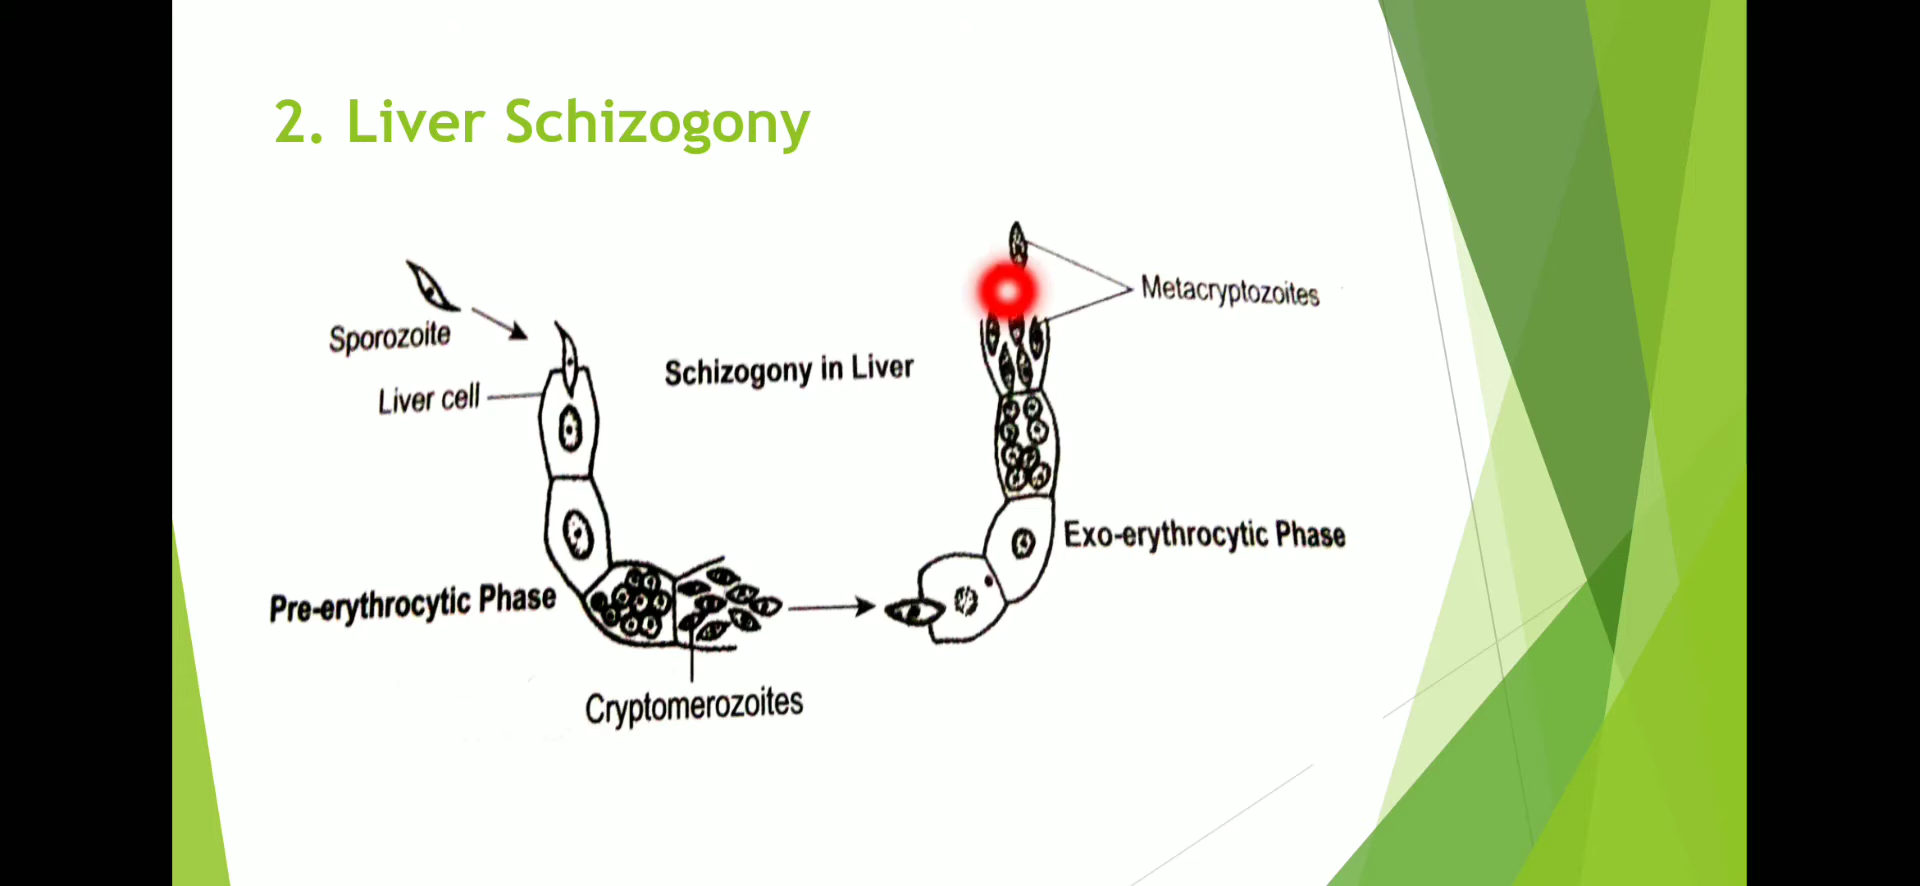 2. Liver Schizogony
Sporozoite
Liver cell
Schizogony in Liver
Metacryptozoites
Pre-erythrocytic Phase
Exo-erythrocytic Phase
Cryptomerozoites